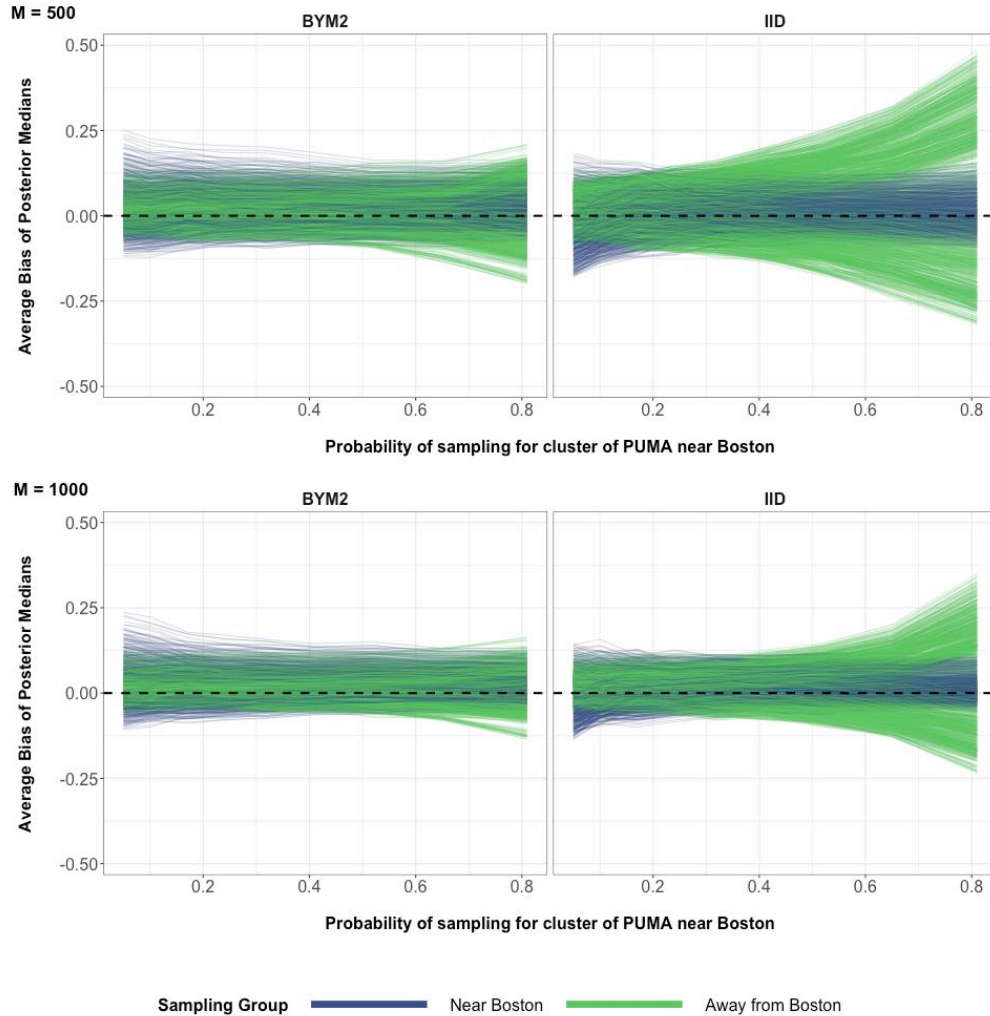 M = 500
BYM2 IID
Average Bias of Posterior Medians
0.50
0.25
0.00
-0.25
-0.50
0.2 0.4 0.6 0.8 0.2 0.4 0.6 0.8
Probability of sampling for cluster of PUMA near Boston
M = 1000
BYM2 IID
Average Bias of Posterior Medians
0.50
0.25
0.00
-0.25
-0.50
0.2 0.4 0.6 0.8 0.2 0.4 0.6 0.8
Probability of sampling for cluster of PUMA near Boston
Sampling Group Near Boston Away from Boston